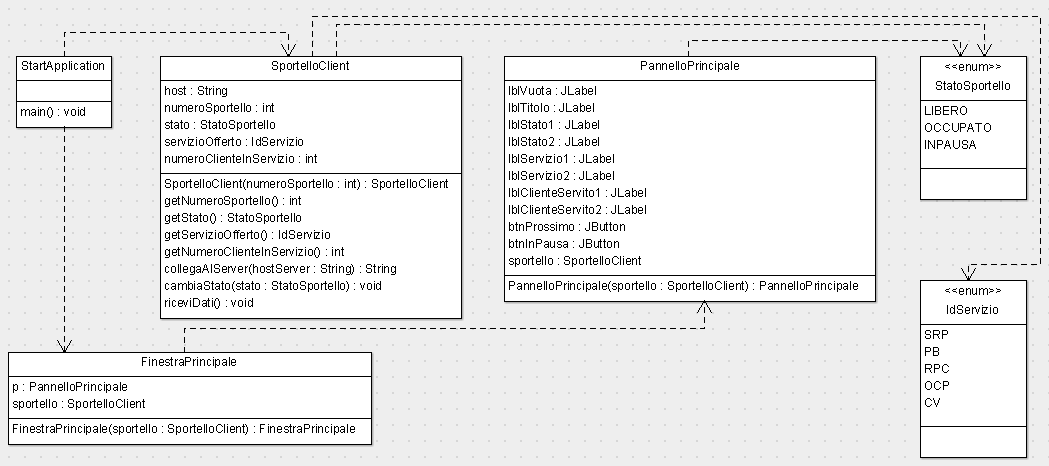 StartApplication
main() : void
SportelloClient
host : String
numeroSportello : int
stato : StatoSportello
servizioOfferto : IdServizio
numeroClienteInServizio : int
SportelloClient(numeroSportello : int) : SportelloClient
getNumeroSportello() : int
getStato() : StatoSportello
getServizioOfferto() : IdServizio
getNumeroClienteInServizio() : int
collegaAlServer(hostServer : String) : String
cambiaStato(stato : StatoSportello) : void
riceviDati() : void
PannelloPrincipale
lblVuota : JLabel
lblTitolo : JLabel
lblStato1 : JLabel
lblStato2 : JLabel
lblServizio1 : JLabel
lblServizio2 : JLabel
lblClienteServito1 : JLabel
lblClienteServito2 : JLabel
btnProssimo : JButton
btnInPausa : JButton
sportello : SportelloClient
PannelloPrincipale(sportello : SportelloClient) : PannelloPrincipale
<<enum>>
StatoSportello
LIBERO
OCCUPATO
INPAUSA
<<enum>>
IdServizio
SRP
PB
RPC
OCP
CV
FinestraPrincipale
p : PannelloPrincipale
sportello : SportelloClient
FinestraPrincipale(sportello : SportelloClient) : FinestraPrincipale